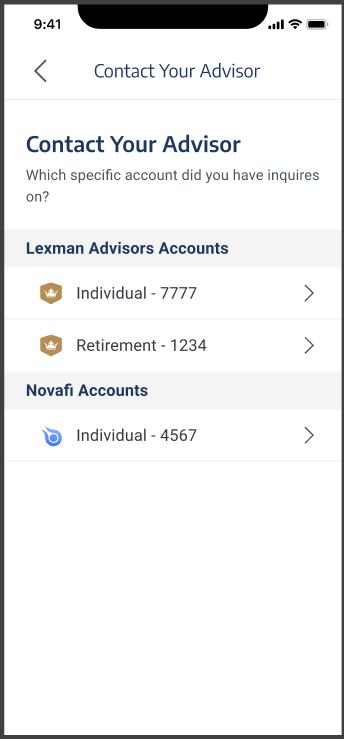 9:41
Contact Your Advisor
Contact Your Advisor
Which specific account did you have inquires
on?
Lexman Advisors Accounts
Individual - 7777
Retirement - 1234
Novafi Accounts
Individual - 4567